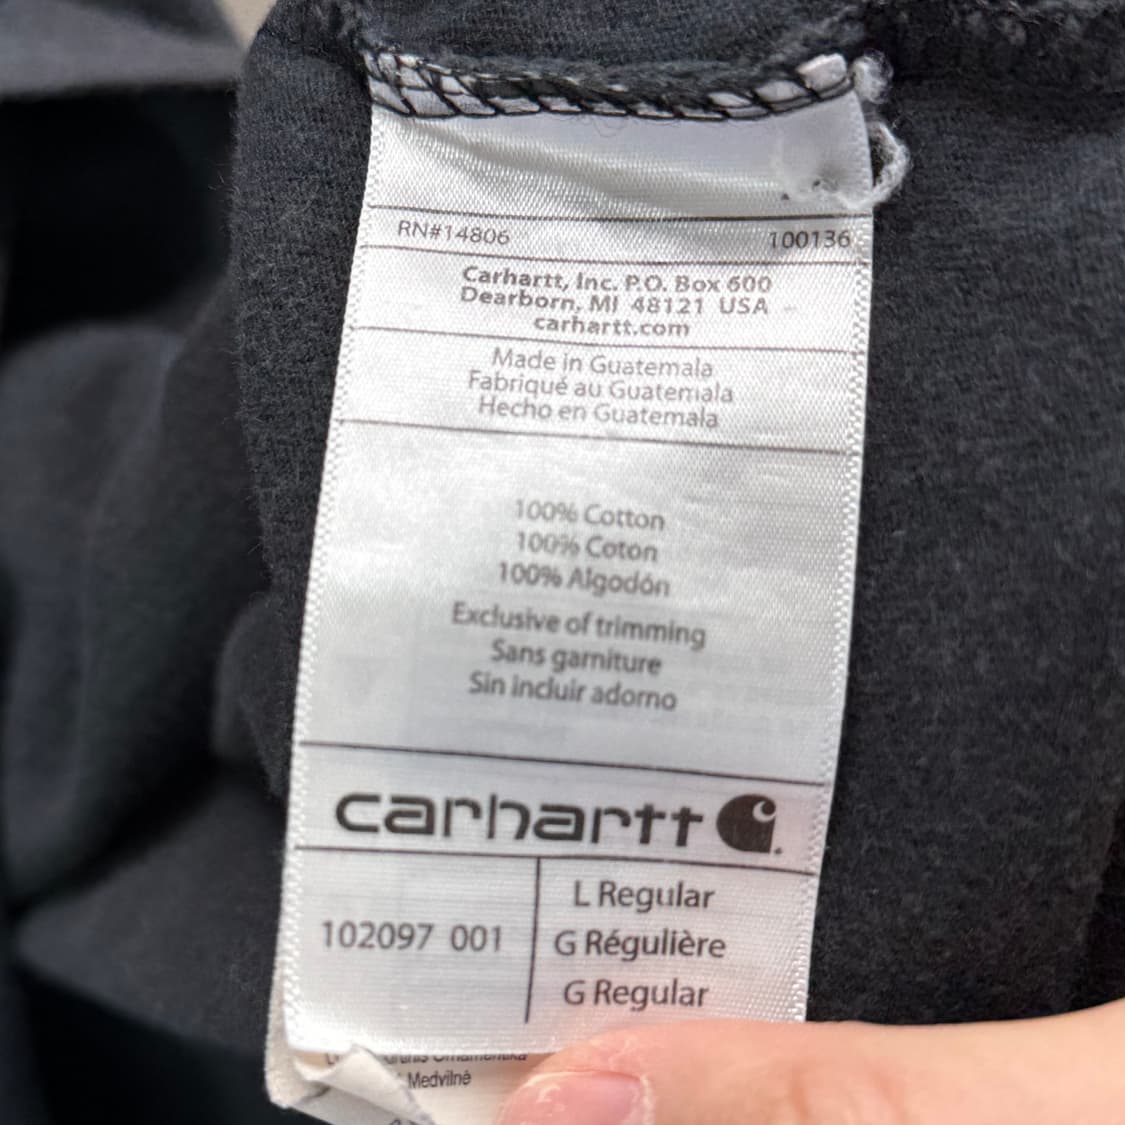 RN#14806 100136
Carhartt, Inc. P.O. Box 600
Dearborn, MI 48121 USA
carhartt.com
Made in Guatemala
Fabriqué au Guatemala
Hecho en Guatemala
100% Cotton
100% Coton
100% Algodón
Exclusive of trimming
Sans garniture
Sin incluir adorno
carhartt
102097 001
L Regular
G Régulière
G Regular
Medvilnė